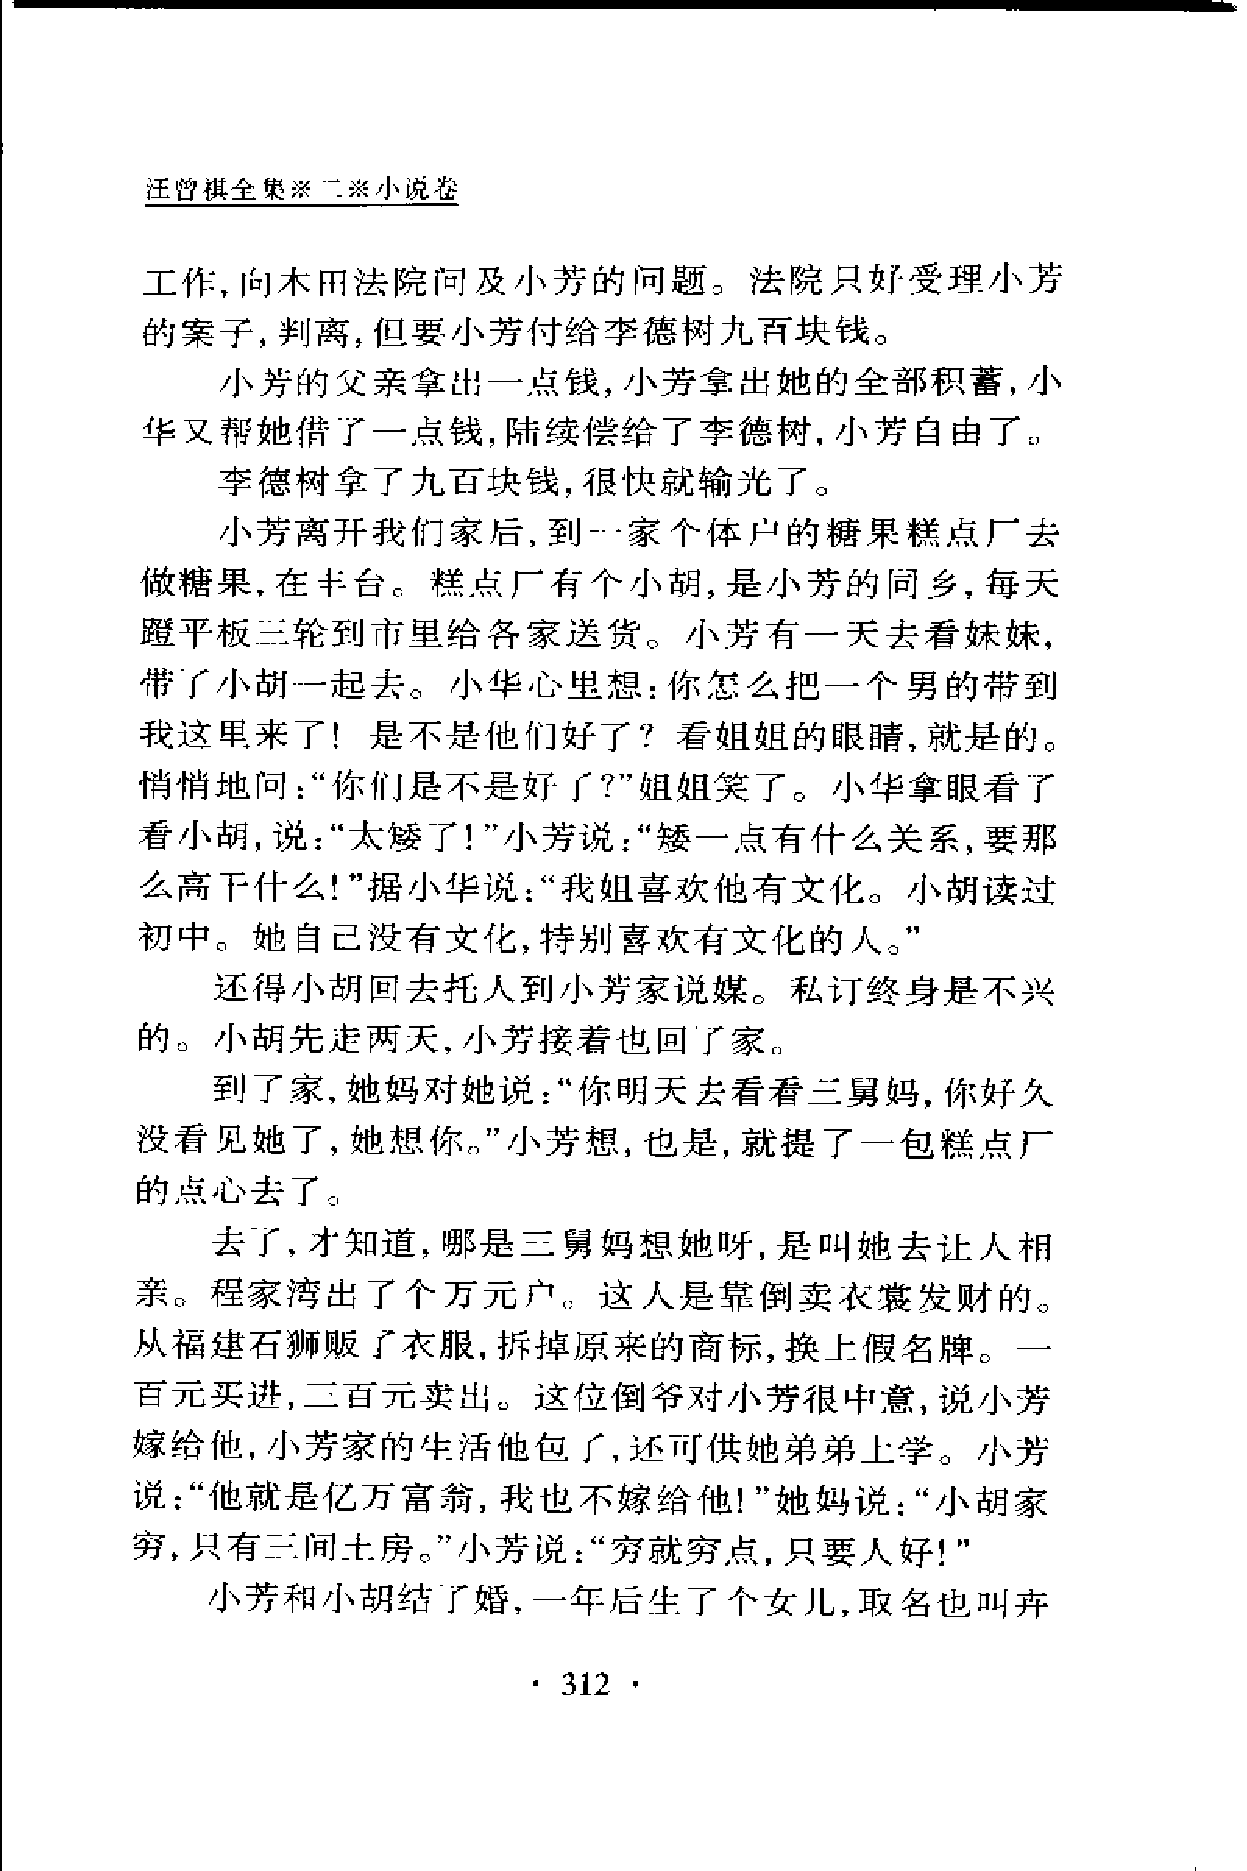 汪曾祺全集※二※小说卷
工作,向木田法院问及小芳的问题。法院只好受理小芳
的案子,判离,但要小芳付给李德树九百块钱。
小芳的父亲拿出一点钱,小芳拿出她的全部积蓄,小
华又帮她借了一点钱,陆续偿给了李德树,小芳自由了。
李德树拿了九百块钱,很快就输光了。
小芳离开我们家后,到一家个体户的糖果糕点厂去
做糖果,在丰台。糕点厂有个小胡,是小芳的同乡,每天
蹬平板三轮到市里给各家送货。小芳有一天去看妹妹,
带了小胡一起去。小华心里想:你怎么把一个男的带到
我这里来了!是不是他们好了?看姐姐的眼睛,就是的。
悄悄地问:“你们是不是好了?”姐姐笑了。小华拿眼看了
看小胡,说:“太矮了!”小芳说:“矮一点有什么关系,要那
么高干什么!”据小华说:“我姐喜欢他有文化。小胡读过
初中。她自己没有文化,特别喜欢有文化的人。”
还得小胡回去托人到小芳家说媒。私订终身是不兴
的。小胡先走两天,小芳接着也回了家。
到了家,她妈对她说:“你明天去看看三舅妈,你好久
没看见她了,她想你。”小芳想,也是,就提了一包糕点厂
的点心去了。
去了,才知道,哪是三舅妈想她呀,是叫她去让人相
亲。程家湾出了个万元户。这人是靠倒卖衣裳发财的。
从福建石狮贩了衣服,拆掉原来的商标,换上假名牌。一
百元买进,三百元卖出。这位倒爷对小芳很中意,说小芳
嫁给他,小芳家的生活他包了,还可供她弟弟上学。小芳
说:“他就是亿万富翁,我也不嫁给他!”她妈说:“小胡家
穷,只有三间土房。”小芳说:“穷就穷点,只要人好!”
小芳和小胡结了婚,一年后生了个女儿,取名也叫卉
· 312 ·